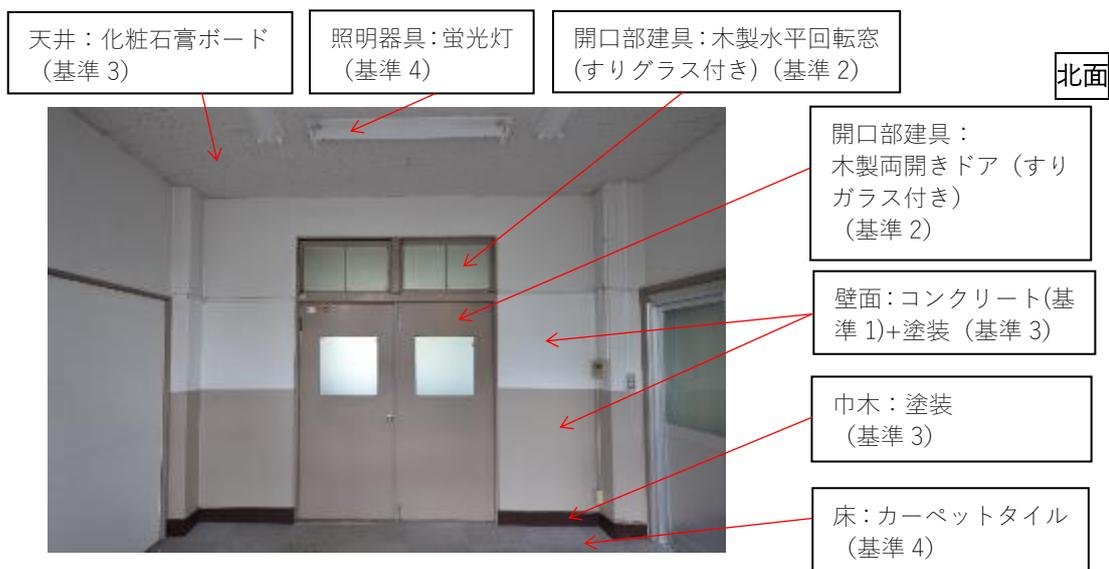 天井：化粧石膏ボード
（基準 3）
照明器具：蛍光灯
（基準 4）
開口部建具：木製水平回転窓
(すりグラス付き)（基準 2）
北面
開口部建具：
木製両開きドア（すり
ガラス付き）
（基準 2）
壁面：コンクリート(基
準 1)+塗装（基準 3）
巾木：塗装
（基準 3）
床：カーペットタイル
（基準 4）